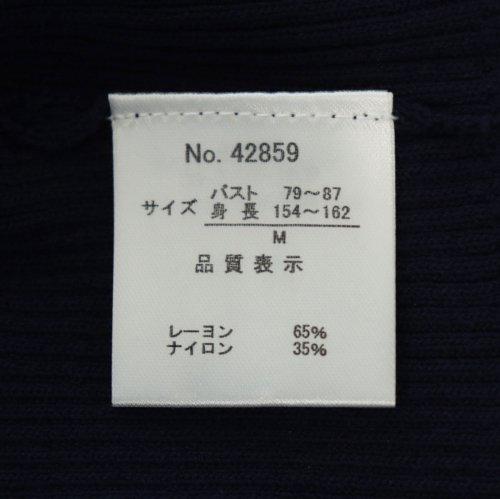 No. 42859
バスト 79〜87
サイズ 身長 154〜162
M
品質表示
レーヨン 65%
ナイロン 35%